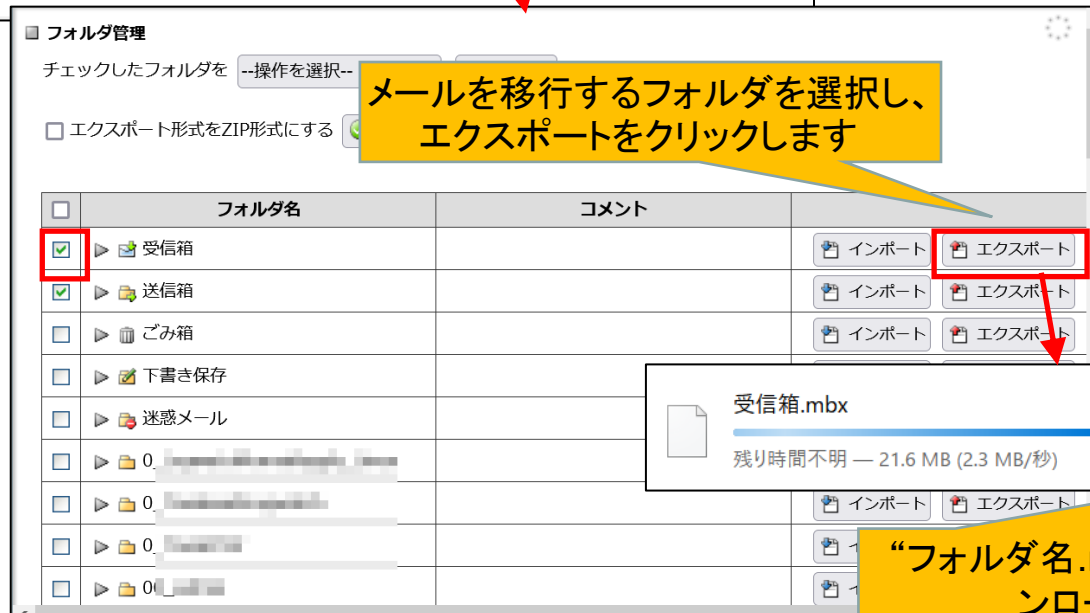 フォルダ管理
チェックしたフォルダを --操作を選択--
メールを移行するフォルダを選択し、
エクスポートをクリックします
エクスポート形式をZIP形式にする
フォルダ名 コメント
受信箱 インポート エクスポート
送信箱 インポート エクスポート
ごみ箱 インポート エクスポート
下書き保存
迷惑メール
受信箱.mbx
残り時間不明 — 21.6 MB (2.3 MB/秒)
0_
0_ インポート エクスポート
0_
0
“フォルダ名.
ンロー